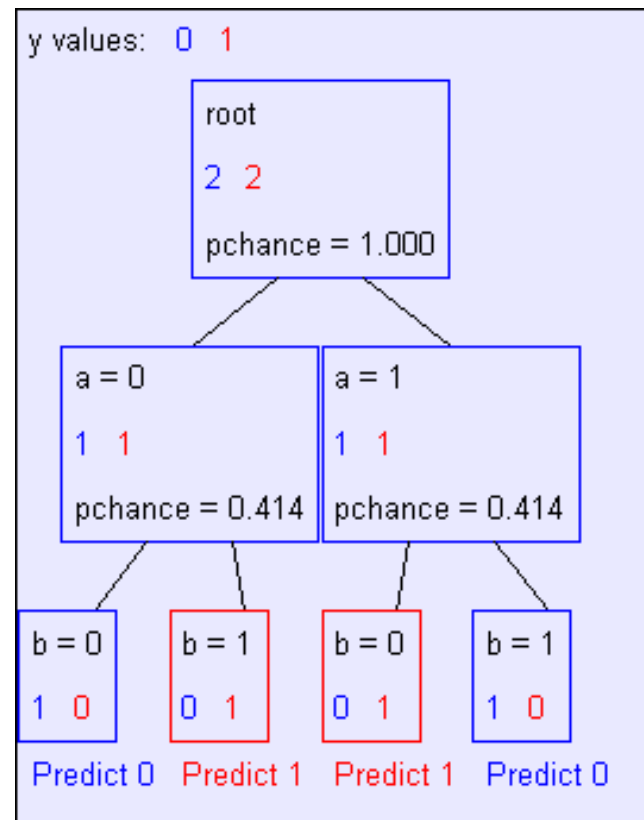 y values: 0 1
root
2 2
pchance = 1.000
a = 0
1 1
pchance = 0.414
a = 1
1 1
pchance = 0.414
b = 0
1 0
Predict 0
b = 1
0 1
Predict 1
b = 0
0 1
Predict 1
b = 1
1 0
Predict 0